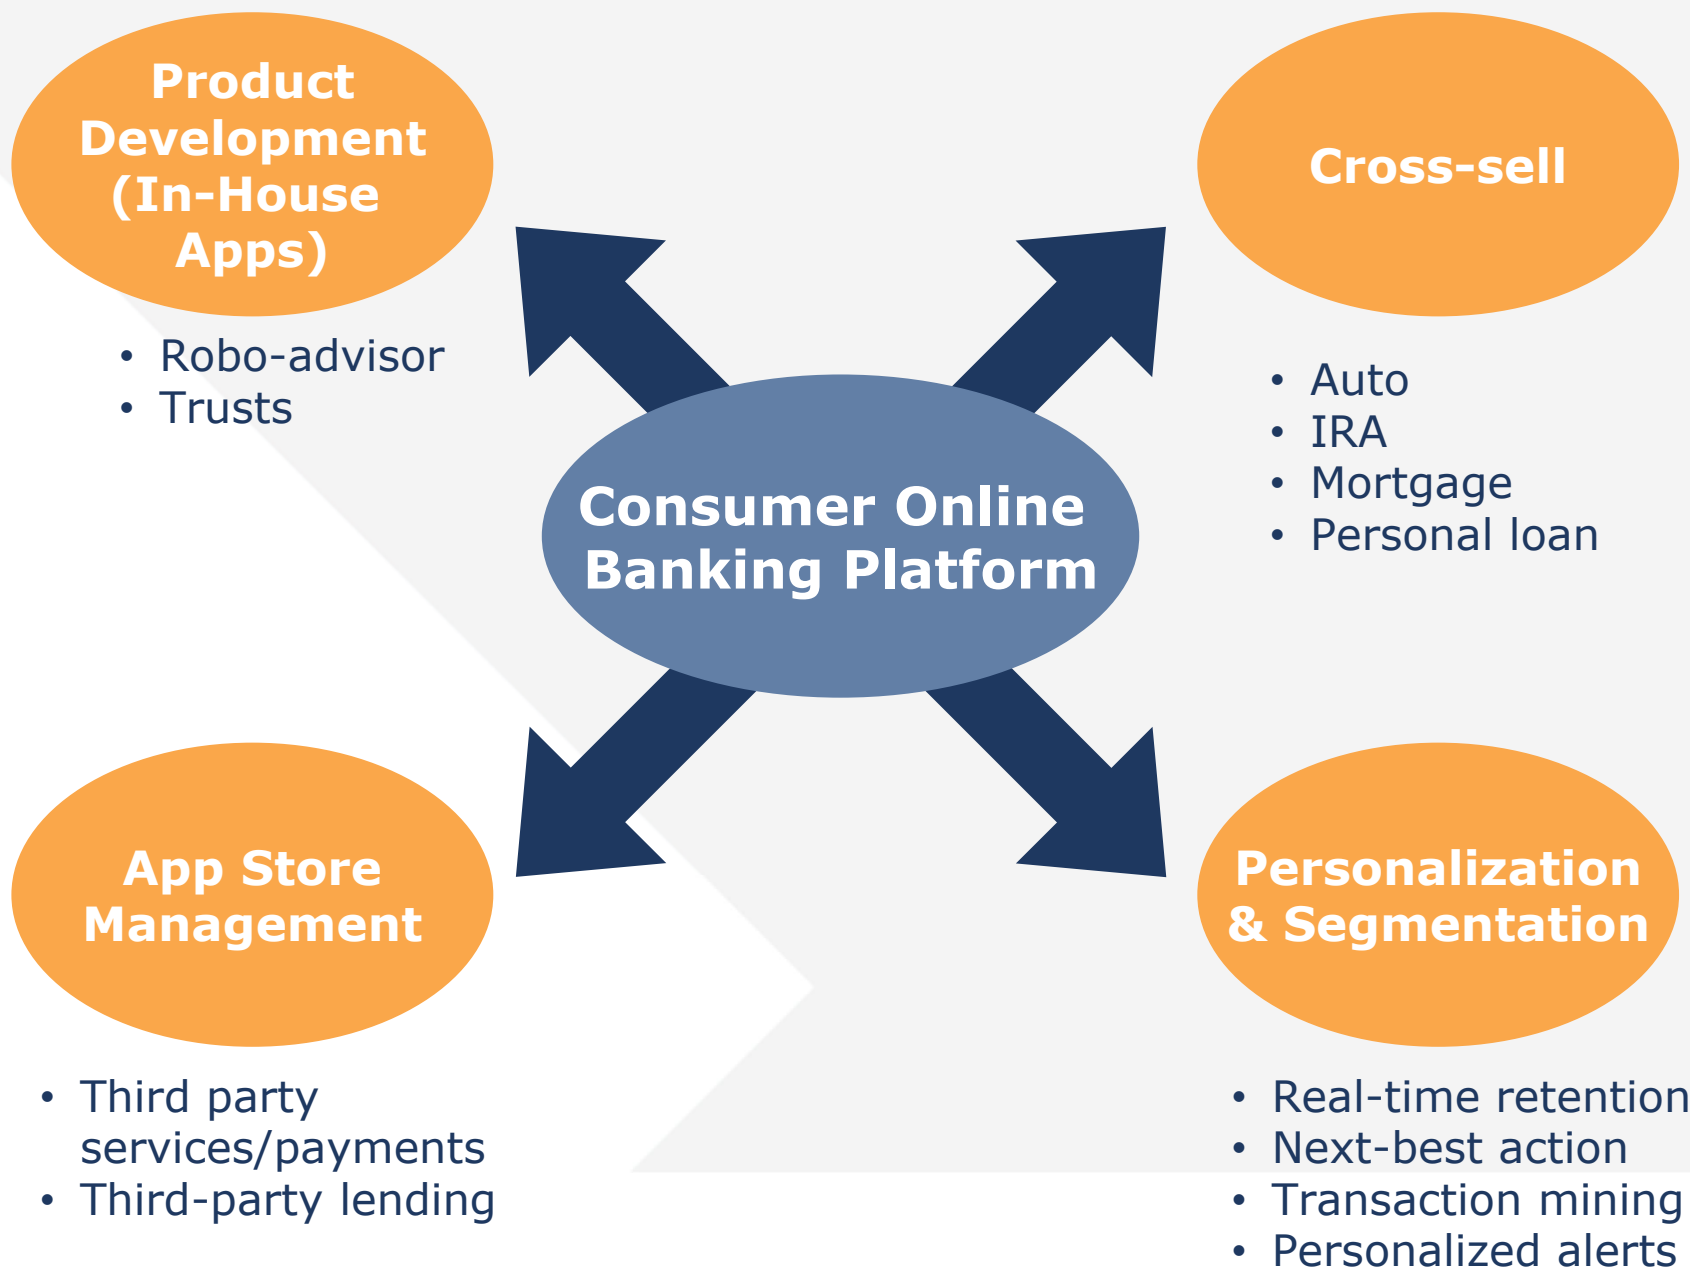 Product
Development
(In-House
Apps)
• Robo-advisor
• Trusts
Cross-sell
• Auto
• IRA
• Mortgage
• Personal loan
Consumer Online
Banking Platform
App Store
Management
• Third party
services/payments
• Third-party lending
Personalization
& Segmentation
• Real-time retention
• Next-best action
• Transaction mining
• Personalized alerts